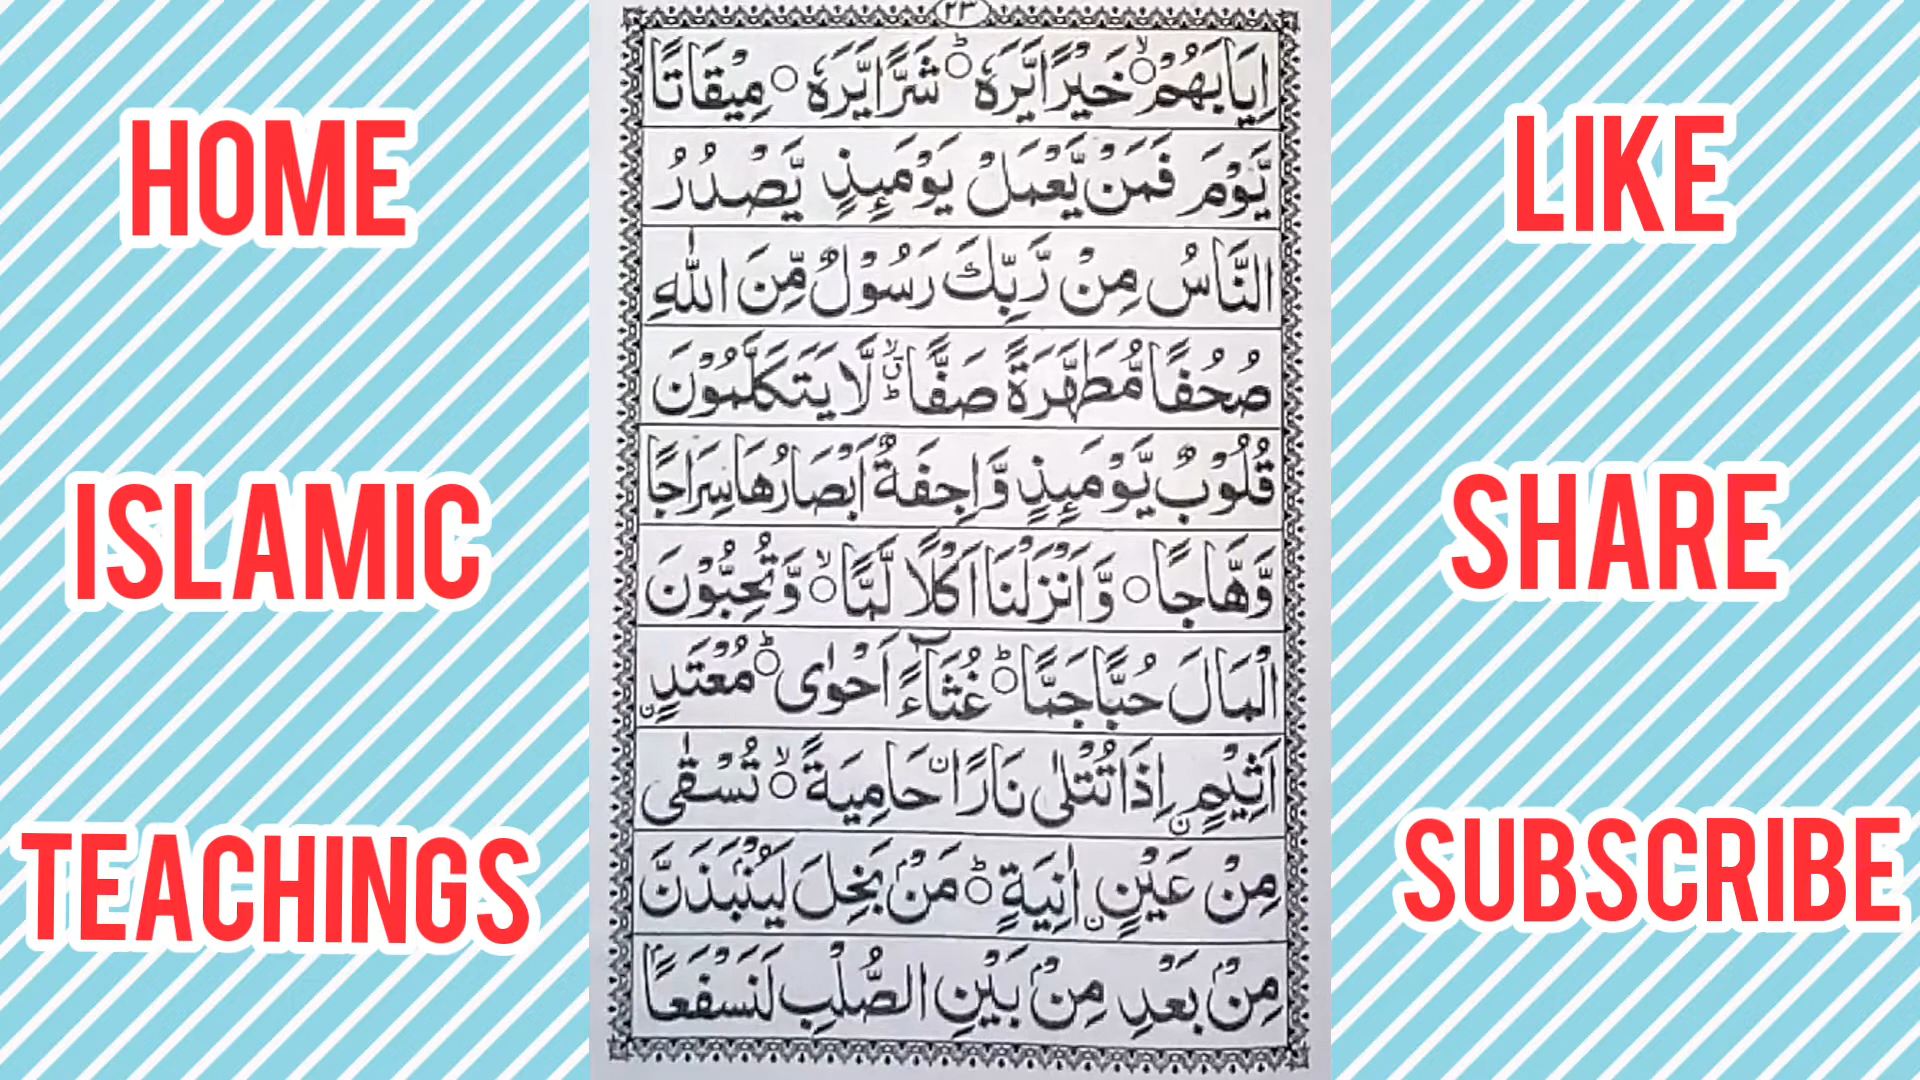 HOME
ISLAMIC
TEACHINGS
٢٣
اِيَابَهُمْ ۙ خَيْرًا يَّرَهٗ ؕ شَرًّا يَّرَهٗ ○ مِيْقَاتًا
يَّوْمَ فَمَنْ يَّعْمَلْ يَوْمَئِذٍ يَّصْدُرُ
النَّاسُ مِنْ رَّبِّكَ رَسُوْلٌ مِّنَ اللّٰهِ
صُحُفًا مُّطَهَّرَةً صَفًّا ۙ ؕ لَّا يَتَكَلَّمُوْنَ
قُلُوْبٌ يَّوْمَئِذٍ وَّاجِفَةٌ اَبْصَارُهَا سِرَاجًا
وَّهَّاجًا ○ وَّاَنْزَلْنَا اَكْلًا لَّمًّا ۙ وَّتُحِبُّوْنَ
الْمَالَ حُبًّا جَمًّا ؕ غُثَآءً اَحْوٰى ؕ مُعْتَدٍ
اَثِيْمٍ اِذَا تُتْلٰى نَارًا حَامِيَةً ۙ تُسْقٰى
مِنْ عَيْنٍ اٰنِيَةٍ ؕ مَنْۢ بَخِلَ لَيُنْۢبَذَنَّ
مِنْۢ بَعْدِ مِنْۢ بَيْنِ الصُّلْبِ لَنَسْفَعًۢا
LIKE
SHARE
SUBSCRIBE